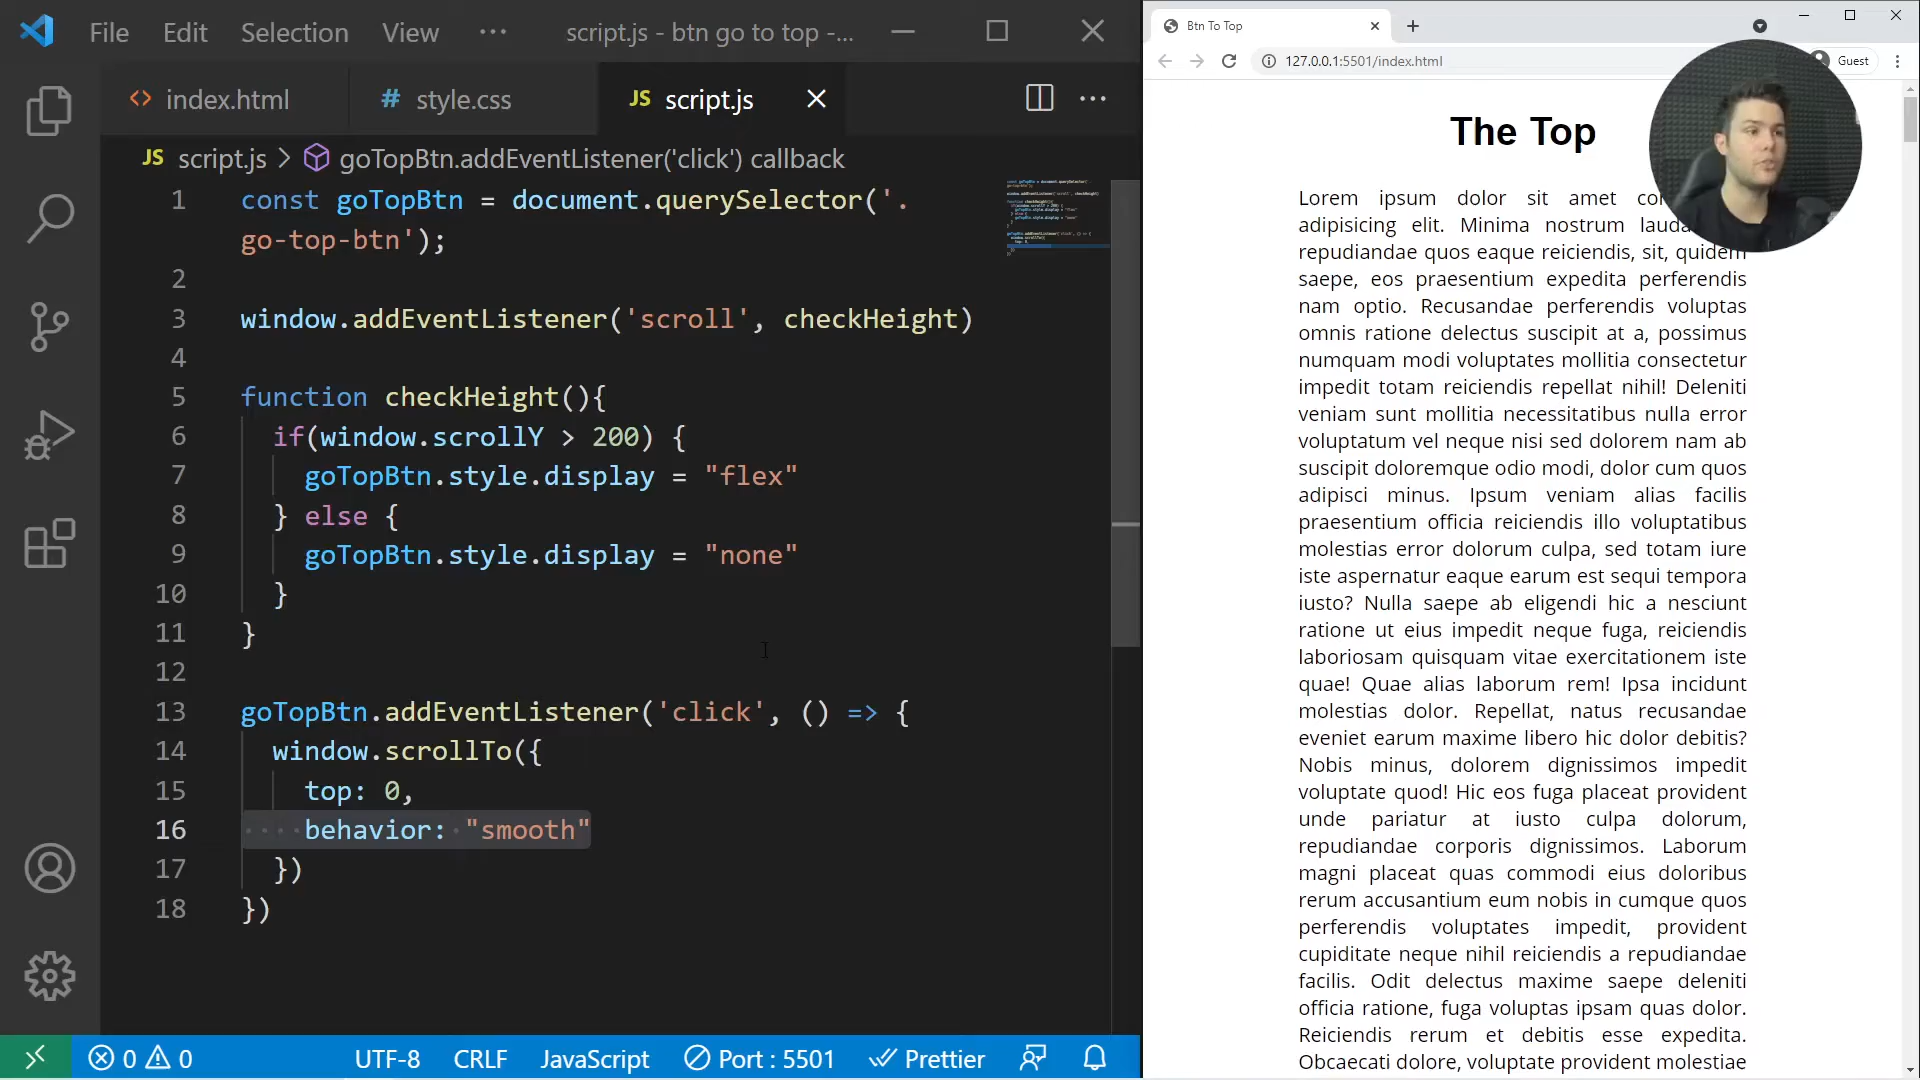 File Edit Selection View ··· script.js - btn go to top -...
index.html # style.css JS script.js
JS script.js > goTopBtn.addEventListener('click') callback
1 const goTopBtn = document.querySelector('.
go-top-btn');
2
3 window.addEventListener('scroll', checkHeight)
4
5 function checkHeight(){
6 if(window.scrollY > 200) {
7 goTopBtn.style.display = "flex"
8 } else {
9 goTopBtn.style.display = "none"
10 }
11 }
12
13 goTopBtn.addEventListener('click', () => {
14 window.scrollTo({
15 top: 0,
16 behavior: "smooth"
17 })
18 })
0 0 UTF-8 CRLF JavaScript Port : 5501 Prettier
Btn To Top
127.0.0.1:5501/index.html Guest
The Top
Lorem ipsum dolor sit amet
adipisicing elit. Minima nostrum
repudiandae quos eaque reiciendis, sit, quidem
saepe, eos praesentium expedita perferendis
nam optio. Recusandae perferendis voluptas
omnis ratione delectus suscipit at a, possimus
numquam modi voluptates mollitia consectetur
impedit totam reiciendis repellat nihil! Deleniti
veniam sunt mollitia necessitatibus nulla error
voluptatum vel neque nisi sed dolorem nam ab
suscipit doloremque odio modi, dolor cum quos
adipisci minus. Ipsum veniam alias facilis
praesentium officia reiciendis illo voluptatibus
molestias error dolorum culpa, sed totam iure
iste aspernatur eaque earum est sequi tempora
iusto? Nulla saepe ab eligendi hic a nesciunt
ratione ut eius impedit neque fuga, reiciendis
laboriosam quisquam vitae exercitationem iste
quae! Quae alias laborum rem! Ipsa incidunt
molestias dolor. Repellat, natus recusandae
eveniet earum maxime libero hic dolor debitis?
Nobis minus, dolorem dignissimos impedit
voluptate quod! Hic eos fuga placeat provident
unde pariatur at iusto culpa dolorum,
repudiandae corporis dignissimos. Laborum
magni placeat quas commodi eius doloribus
rerum accusantium eum nobis in cumque quos
perferendis voluptates impedit, provident
cupiditate neque nihil reiciendis a repudiandae
facilis. Odit delectus maxime saepe deleniti
officia ratione, fuga voluptas ipsam quas dolor.
Reiciendis rerum et debitis esse expedita.
Obcaecati dolore, voluptate provident molestiae